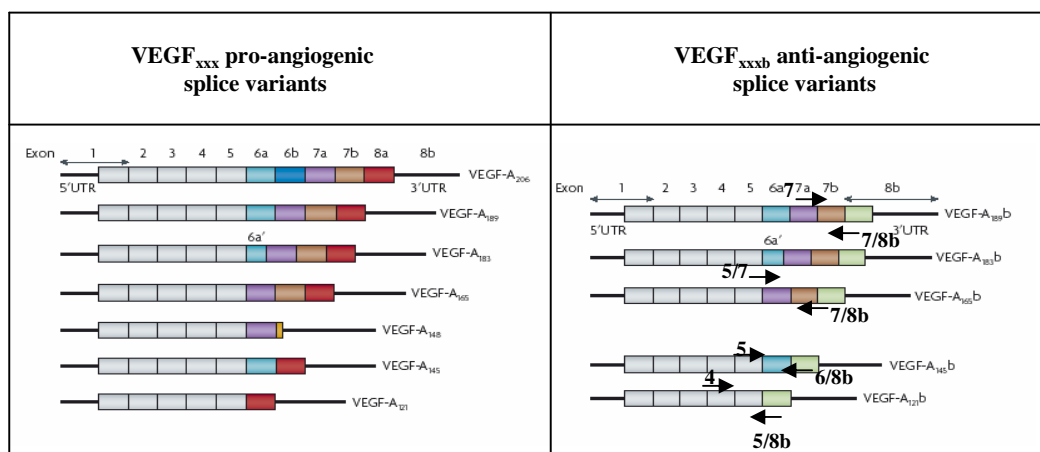 VEGFxxx pro-angiogenic
splice variants
VEGFxxxb anti-angiogenic
splice variants
Exon 1 2 3 4 5 6a 6b 7a 7b 8a 8b
5′UTR 3′UTR VEGF-A206
VEGF-A189
6a′
VEGF-A183
VEGF-A165
VEGF-A148
VEGF-A145
VEGF-A121
Exon 1 2 3 4 5 6a 7a 7b 8b
7
VEGF-A189b
5′UTR 3′UTR
7/8b
6a′
VEGF-A183b
5/7
VEGF-A165b
7/8b
5
VEGF-A145b
6/8b
4
VEGF-A121b
5/8b